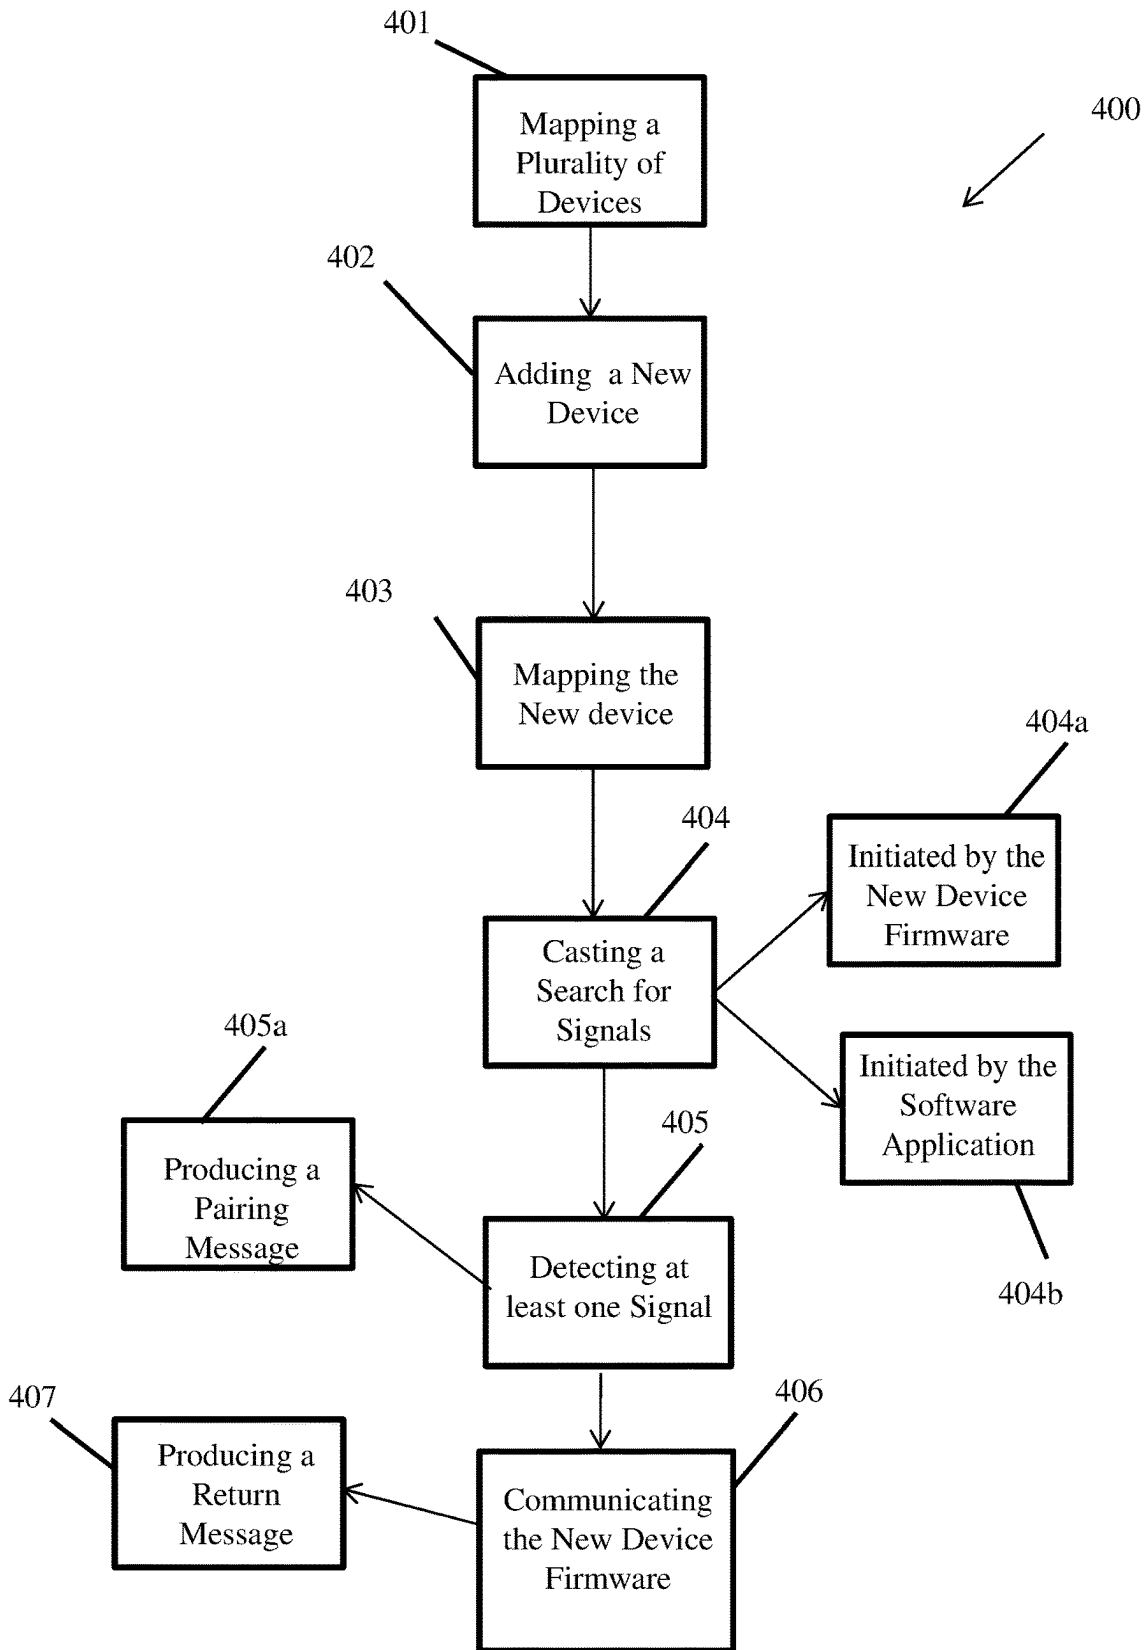 401
Mapping a
Plurality of
Devices
400
402
Adding a New
Device
403
Mapping the
New device
404a
404
Initiated by the
New Device
Firmware
Casting a
Search for
Signals
405a
Initiated by the
Software
Application
405
Producing a
Pairing
Message
Detecting at
least one Signal
404b
407
406
Producing a
Return
Message
Communicating
the New Device
Firmware